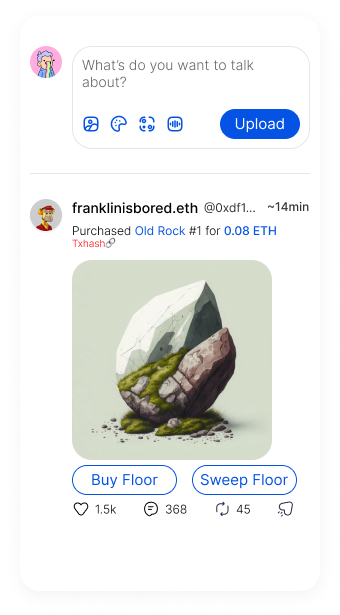 What's do you want to talk
about?
Upload
franklinisbored.eth @0xdf1... ~14min
Purchased Old Rock #1 for 0.08 ETH
Txhash
Buy Floor Sweep Floor
1.5k 368 45